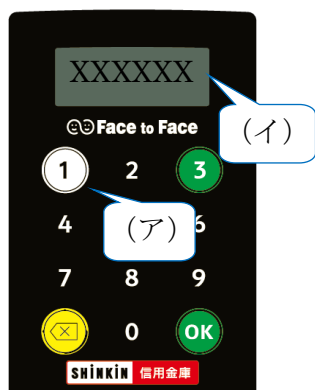 XXXXXX
(イ)
Face to Face
1 2 3
(ア)
4 6
7 8 9
0 OK
SHiNKiN 信用金庫